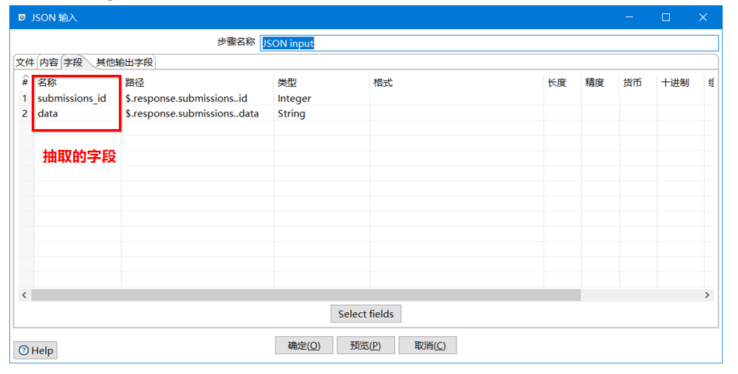 JSON 输入
步骤名称 JSON input
文件 内容 字段 其他输出字段
# 名称 路径 类型 格式 长度 精度 货币 十进制
1 submissions_id $.response.submissions..id Integer
2 data $.response.submissions..data String
抽取的字段
Select fields
Help 确定(O) 预览(P) 取消(C)